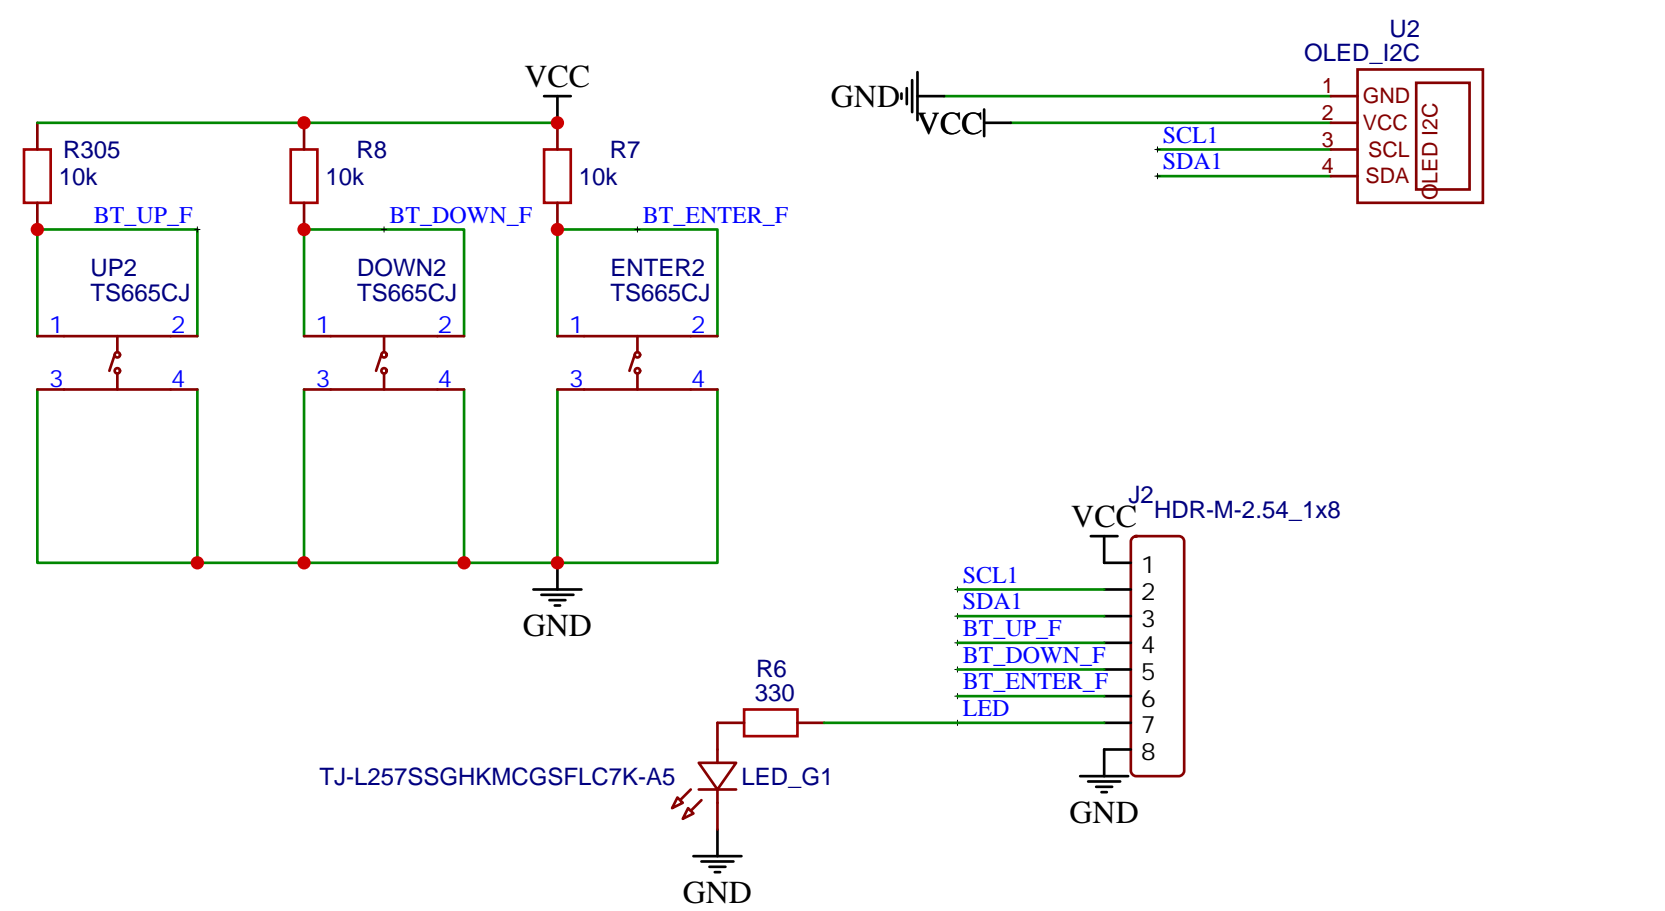 VCC
R305
10k
R8
10k
R7
10k
BT_UP_F
BT_DOWN_F
BT_ENTER_F
UP2
TS665CJ
DOWN2
TS665CJ
ENTER2
TS665CJ
1 2
1 2
1 2
3 4
3 4
3 4
GND
U2
OLED_I2C
GND
VCC
SCL1
SDA1
1 GND
2 VCC
3 SCL
4 SDA
OLED I2C
J2
HDR-M-2.54_1x8
VCC
1
SCL1 2
SDA1 3
BT_UP_F 4
BT_DOWN_F 5
BT_ENTER_F 6
LED 7
8
GND
R6
330
TJ-L257SSGHKMCGSFLC7K-A5
LED_G1
GND